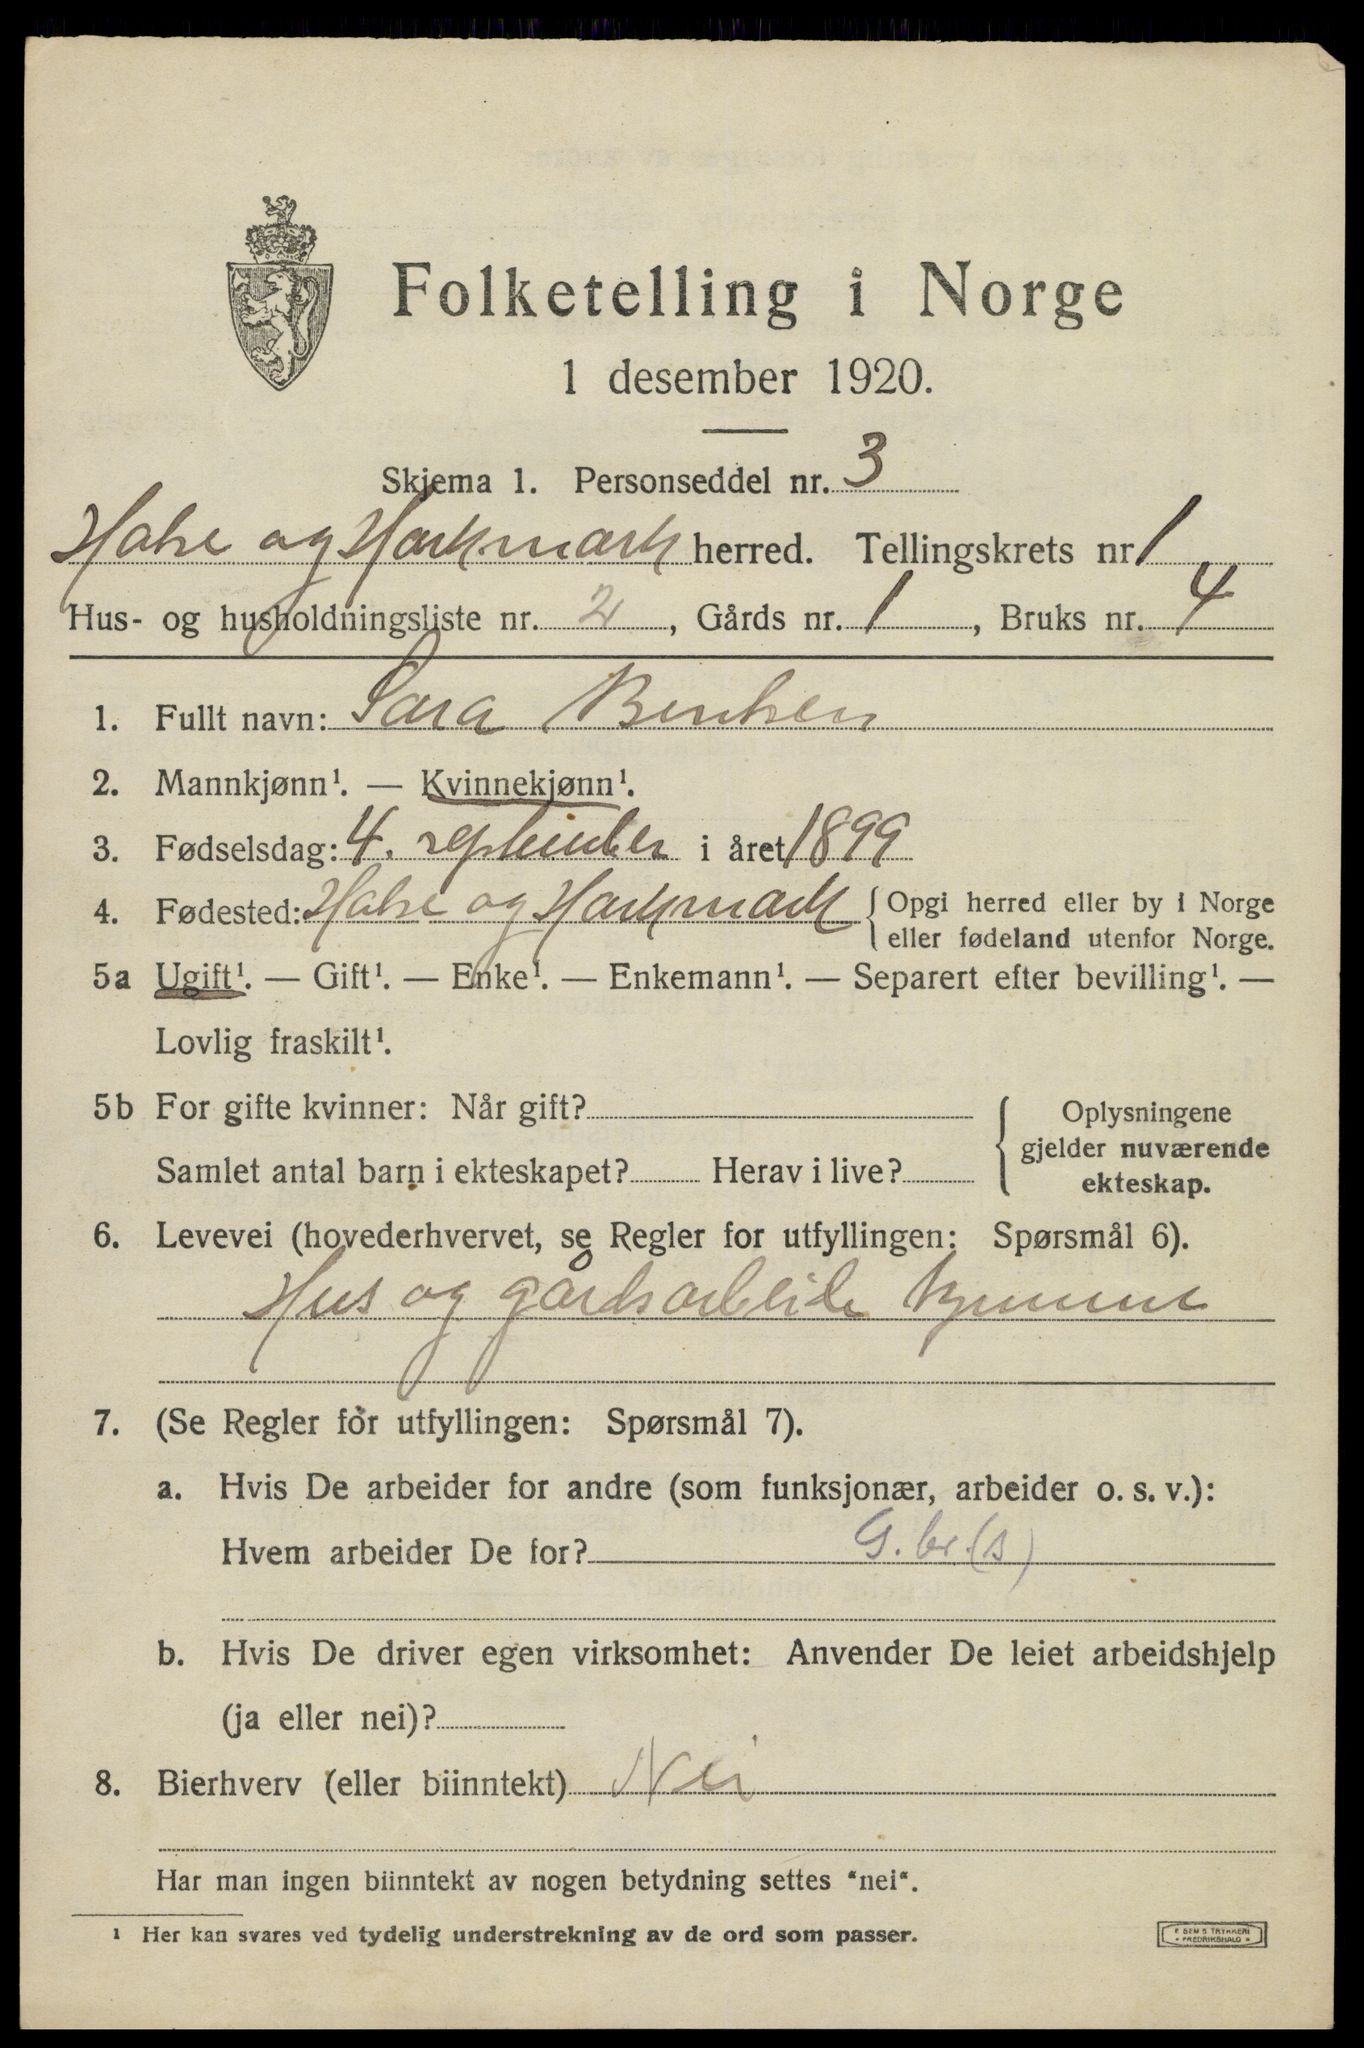 Folketelling i Norge
1 desember 1920.
Skjema 1. Personseddel nr. 3
Halse og Harkmark herred. Tellingskrets nr 1
Hus- og husholdningsliste nr. 2, Gårds nr. 1, Bruks nr. 4
1. Fullt navn: Sara Bentsen
2. Mannkjønn¹. — Kvinnekjønn¹.
3. Fødselsdag: 4. september i året 1899
4. Fødested: Halse og Harkmark { Opgi herred eller by i Norge
eller fødeland utenfor Norge.
5a Ugift¹. — Gift¹. — Enke¹. — Enkemann¹. — Separert efter bevilling¹. —
Lovlig fraskilt¹.
5b For gifte kvinner: Når gift?
Samlet antal barn i ekteskapet? Herav i live?
{ Oplysningene
gjelder nuværende
ekteskap.
6. Levevei (hovederhvervet, se Regler for utfyllingen: Spørsmål 6).
Hus og gårdsarbeide hjemme
7. (Se Regler for utfyllingen: Spørsmål 7).
a. Hvis De arbeider for andre (som funksjonær, arbeider o. s. v.):
Hvem arbeider De for? G. br. (s)
b. Hvis De driver egen virksomhet: Anvender De leiet arbeidshjelp
(ja eller nei)?
8. Bierhverv (eller biinntekt) Nei
Har man ingen biinntekt av nogen betydning settes "nei".
¹ Her kan svares ved tydelig understrekning av de ord som passer.
TRYKKERI
FREDRIKSHALD